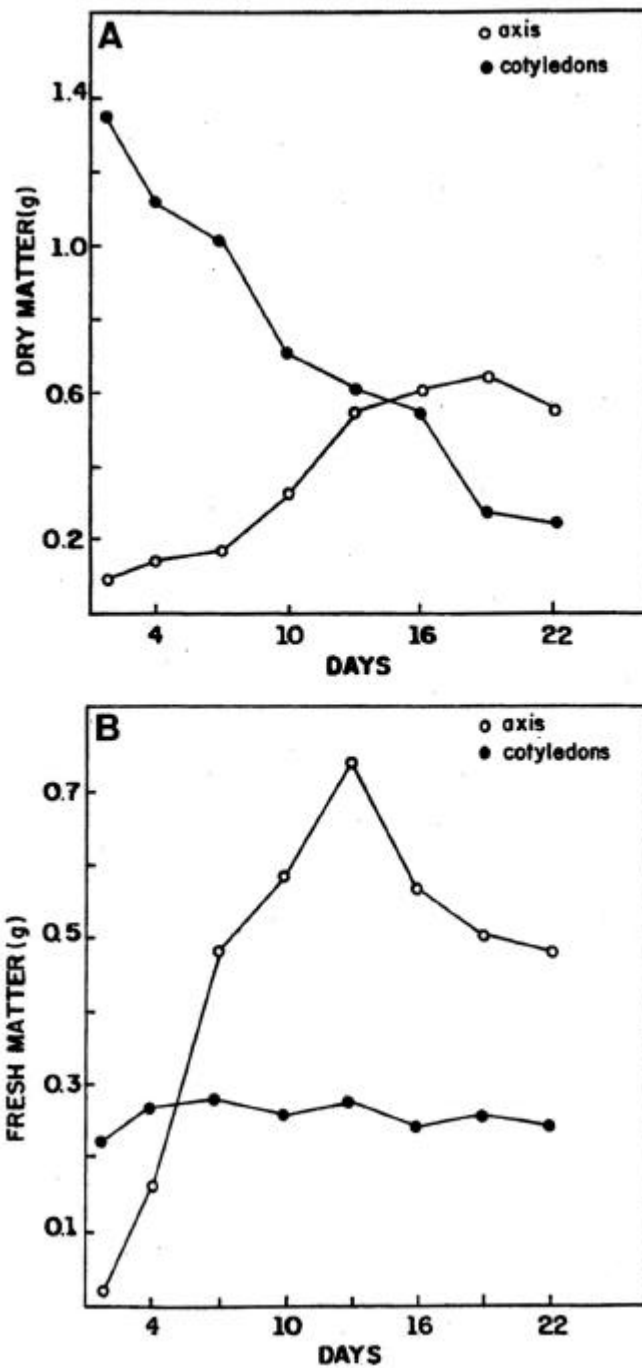 A
axis
cotyledons
1.4
1.0
0.6
0.2
DRY MATTER(g)
4 10 16 22
DAYS
B
axis
cotyledons
0.7
0.5
0.3
0.1
FRESH MATTER (g)
4 10 16 22
DAYS